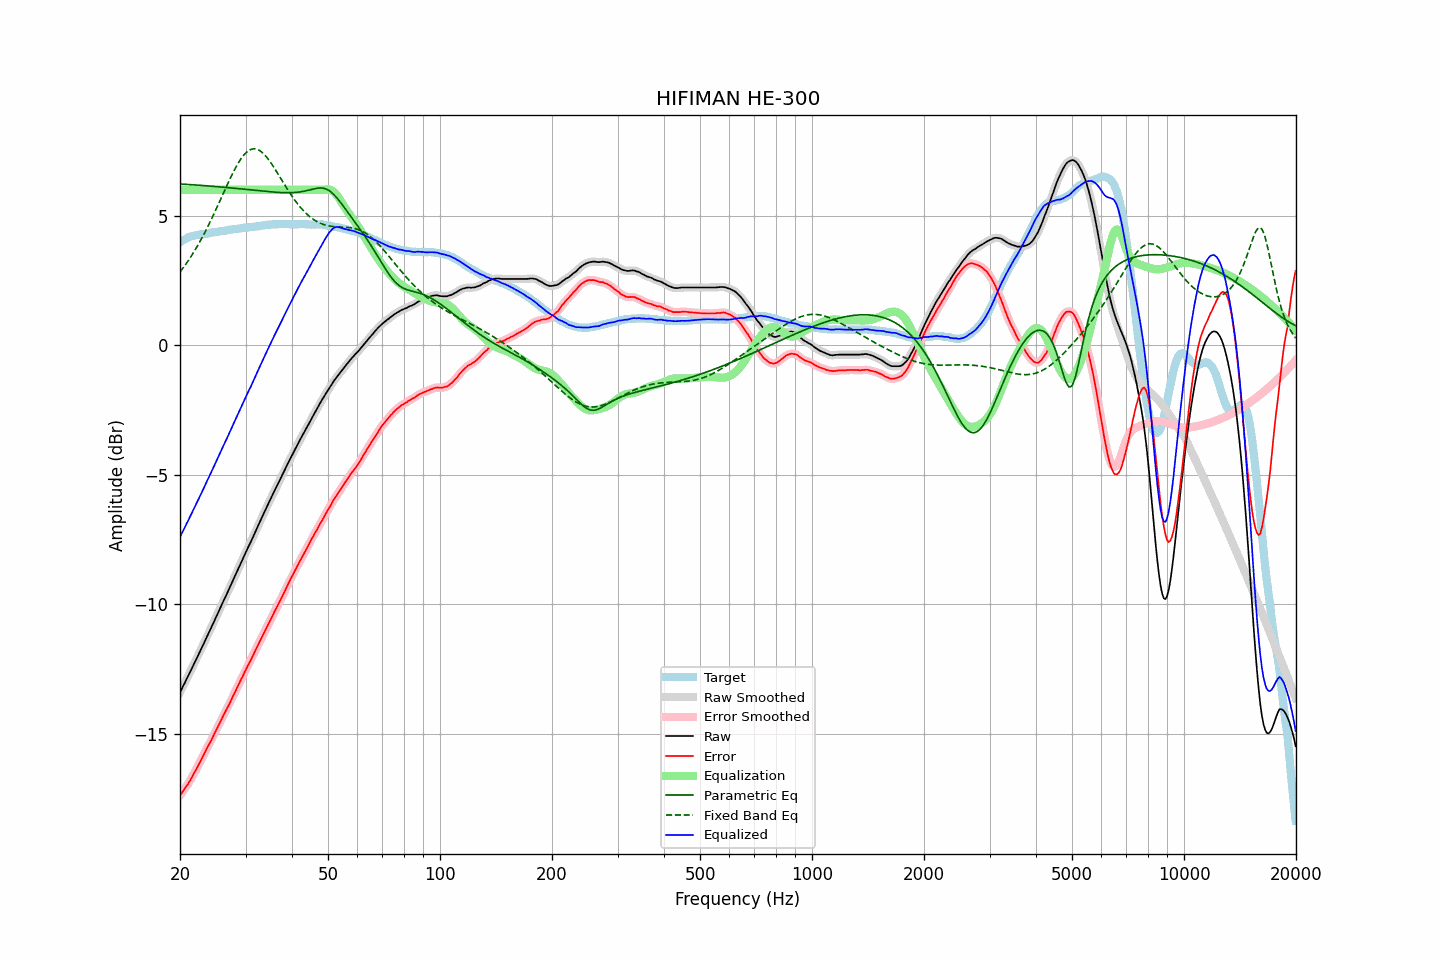 HIFIMAN HE-300
Amplitude (dBr)
5
0
−5
−10
−15
Target
Raw Smoothed
Error Smoothed
Raw
Error
Equalization
Parametric Eq
Fixed Band Eq
Equalized
20
50
100
200
500
1000
2000
5000
10000
20000
Frequency (Hz)